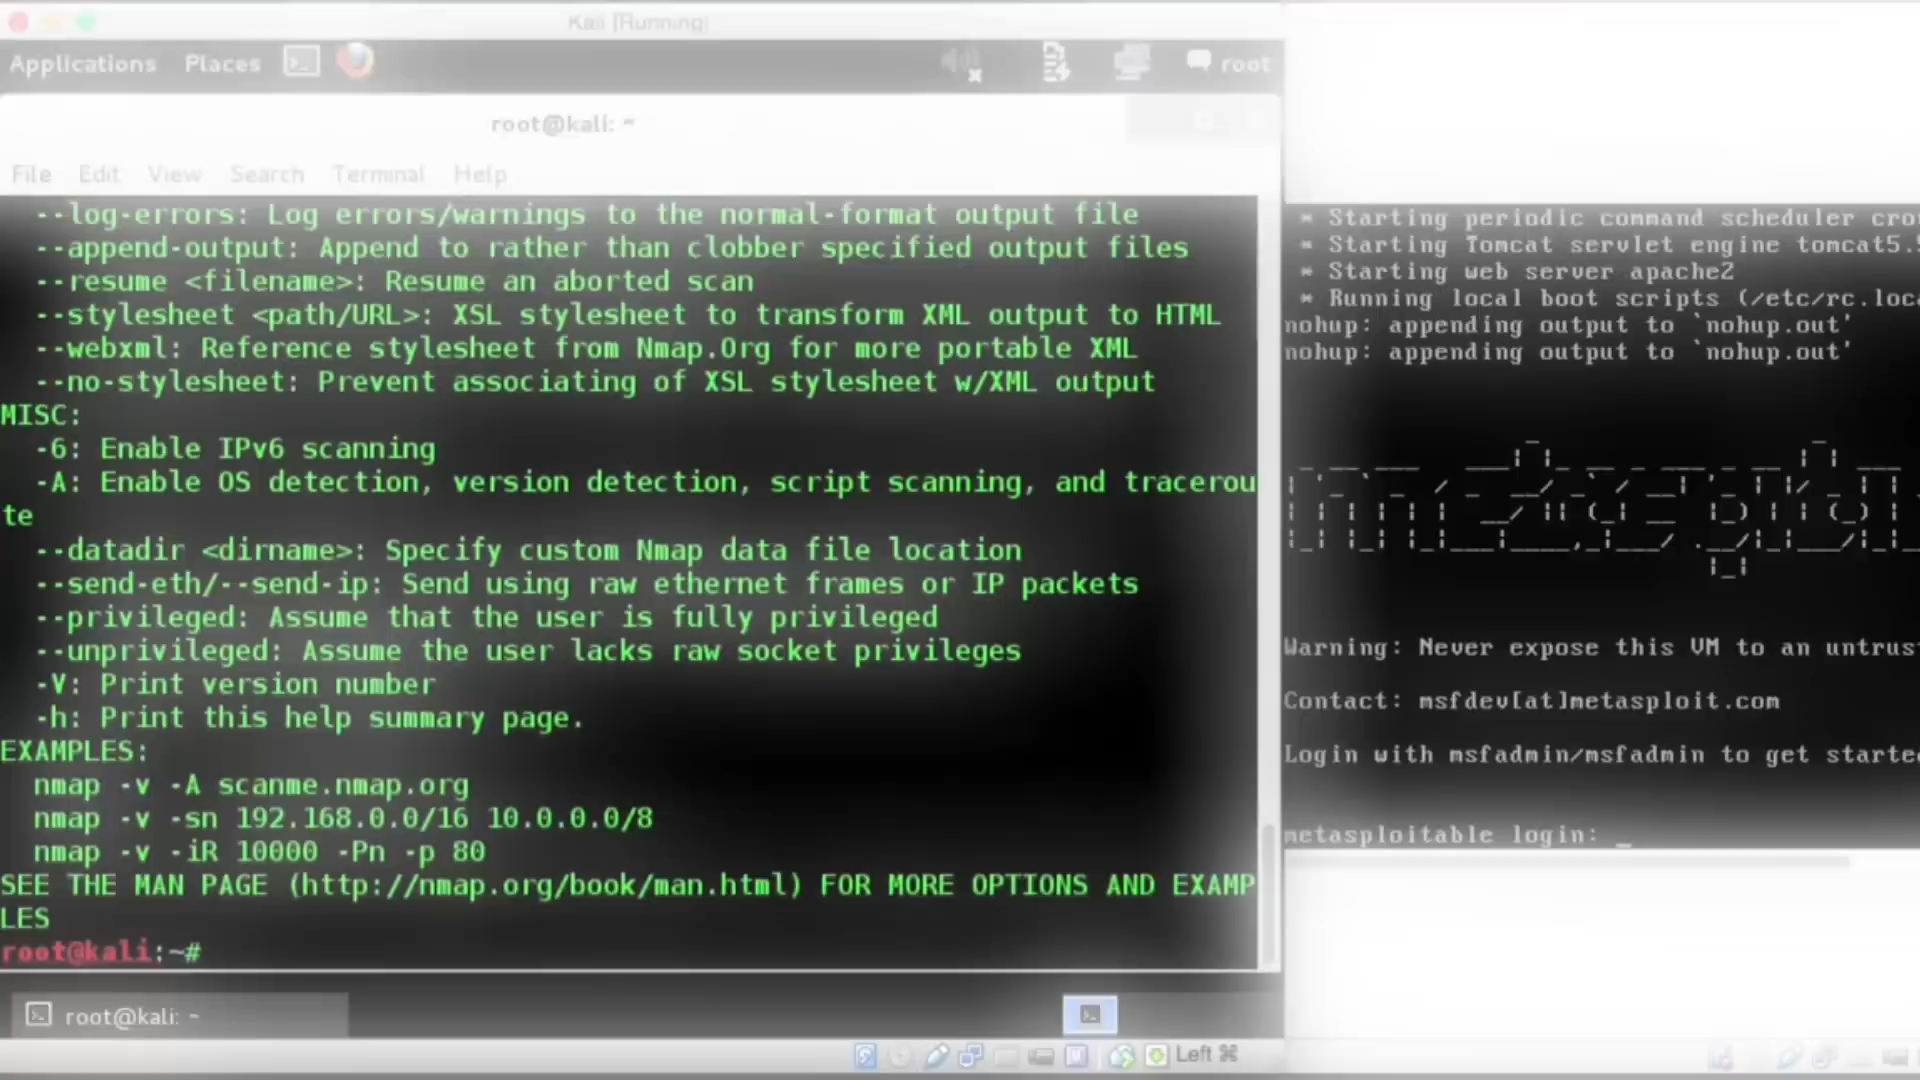 Kali [Running]
Applications Places root
root@kali: ~
File Edit View Search Terminal Help
--log-errors: Log errors/warnings to the normal-format output file
--append-output: Append to rather than clobber specified output files
--resume <filename>: Resume an aborted scan
--stylesheet <path/URL>: XSL stylesheet to transform XML output to HTML
--webxml: Reference stylesheet from Nmap.Org for more portable XML
--no-stylesheet: Prevent associating of XSL stylesheet w/XML output
MISC:
-6: Enable IPv6 scanning
-A: Enable OS detection, version detection, script scanning, and tracerou
te
--datadir <dirname>: Specify custom Nmap data file location
--send-eth/--send-ip: Send using raw ethernet frames or IP packets
--privileged: Assume that the user is fully privileged
--unprivileged: Assume the user lacks raw socket privileges
-V: Print version number
-h: Print this help summary page.
EXAMPLES:
nmap -v -A scanme.nmap.org
nmap -v -sn 192.168.0.0/16 10.0.0.0/8
nmap -v -iR 10000 -Pn -p 80
SEE THE MAN PAGE (http://nmap.org/book/man.html) FOR MORE OPTIONS AND EXAMP
LES
root@kali:~#
root@kali: ~
Left ⌘
* Starting periodic command scheduler cro
* Starting Tomcat servlet engine tomcat5.5
* Starting web server apache2
* Running local boot scripts (/etc/rc.loc
nohup: appending output to `nohup.out'
nohup: appending output to `nohup.out'
Warning: Never expose this VM to an untrus
Contact: msfdev[at]metasploit.com
Login with msfadmin/msfadmin to get starte
metasploitable login: _